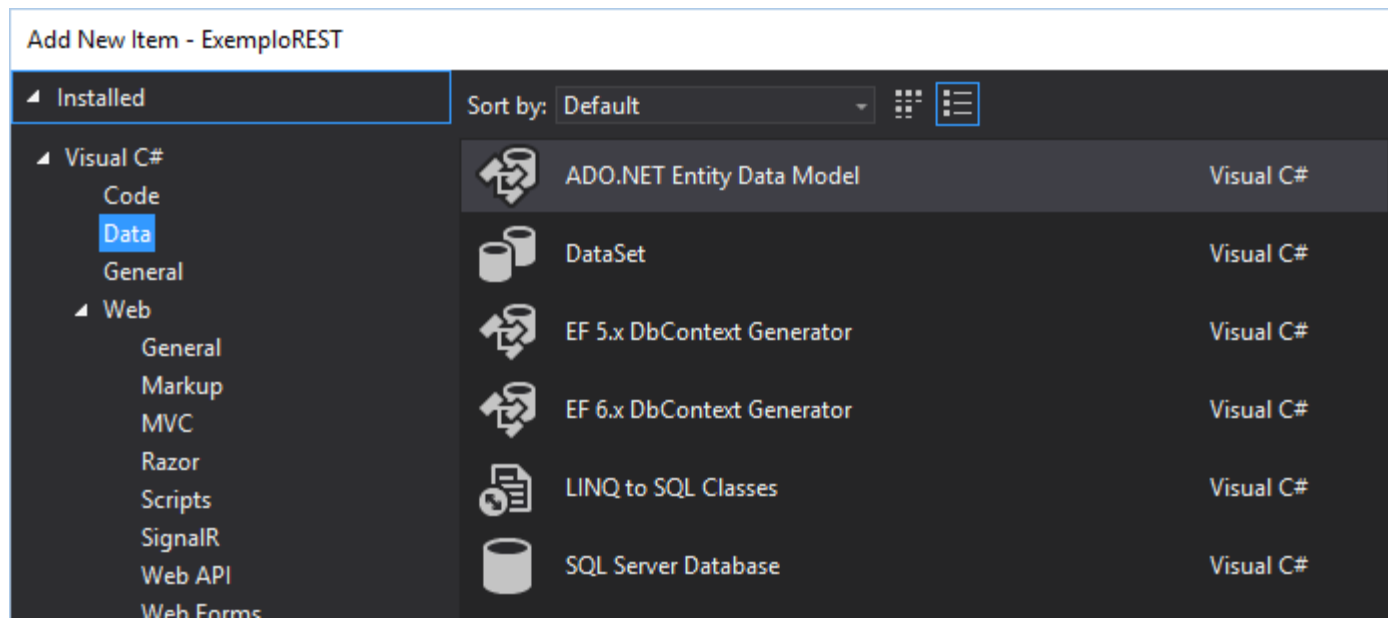 Add New Item - ExemploREST
Installed
Sort by: Default
Visual C#
Code
Data
General
Web
General
Markup
MVC
Razor
Scripts
SignalR
Web API
Web Forms
ADO.NET Entity Data Model Visual C#
DataSet Visual C#
EF 5.x DbContext Generator Visual C#
EF 6.x DbContext Generator Visual C#
LINQ to SQL Classes Visual C#
SQL Server Database Visual C#